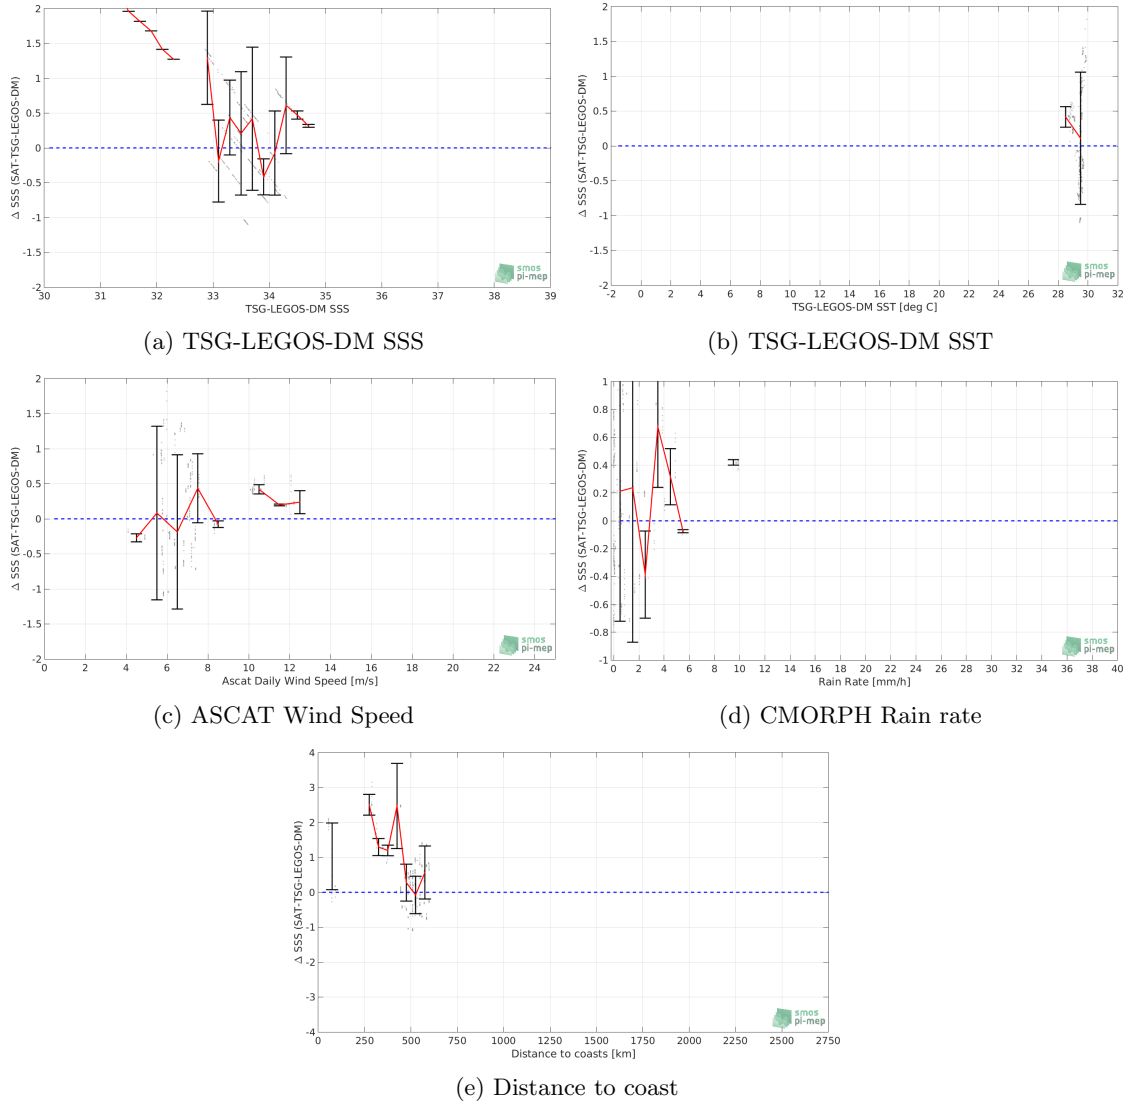 2
1.5
1
0.5
0
-0.5
-1
-1.5
-2
Δ SSS (SAT-TSG-LEGOS-DM)
30 31 32 33 34 35 36 37 38 39
TSG-LEGOS-DM SSS
smos
pi-mep
(a) TSG-LEGOS-DM SSS
2
1.5
1
0.5
0
-0.5
-1
-1.5
-2
Δ SSS (SAT-TSG-LEGOS-DM)
-2 0 2 4 6 8 10 12 14 16 18 20 22 24 26 28 30 32
TSG-LEGOS-DM SST [deg C]
smos
pi-mep
(b) TSG-LEGOS-DM SST
2
1.5
1
0.5
0
-0.5
-1
-1.5
-2
Δ SSS (SAT-TSG-LEGOS-DM)
0 2 4 6 8 10 12 14 16 18 20 22 24
Ascat Daily Wind Speed [m/s]
smos
pi-mep
(c) ASCAT Wind Speed
1
0.8
0.6
0.4
0.2
0
-0.2
-0.4
-0.6
-0.8
-1
Δ SSS (SAT-TSG-LEGOS-DM)
0 2 4 6 8 10 12 14 16 18 20 22 24 26 28 30 32 34 36 38 40
Rain Rate [mm/h]
smos
pi-mep
(d) CMORPH Rain rate
4
3
2
1
0
-1
-2
-3
-4
Δ SSS (SAT-TSG-LEGOS-DM)
0 250 500 750 1000 1250 1500 1750 2000 2250 2500 2750
Distance to coasts [km]
smos
pi-mep
(e) Distance to coast